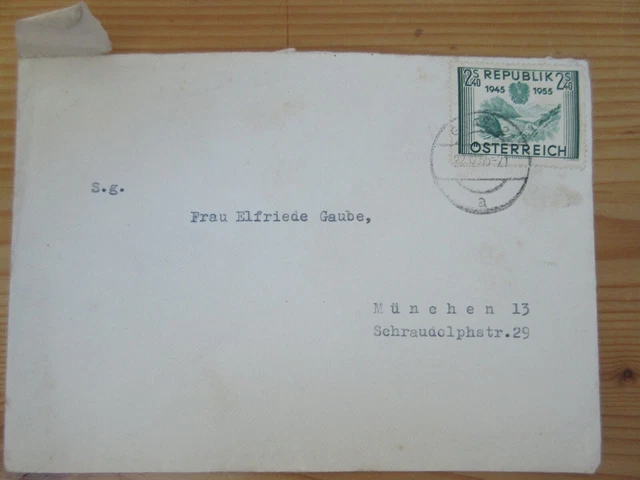 2S40 REPUBLIK 2S40
1945 1955
ÖSTERREICH
a
S.g.
Frau Elfriede Gaube,
München 13
Schraudolphstr.29